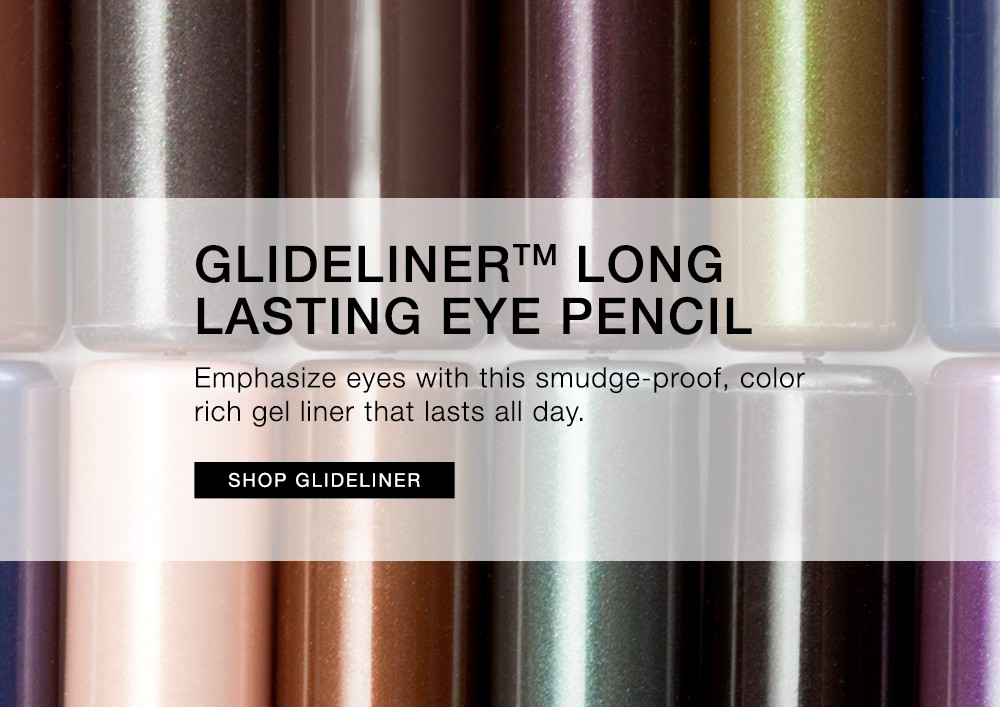 GLIDELINER™ LONG
LASTING EYE PENCIL
Emphasize eyes with this smudge-proof, color
rich gel liner that lasts all day.
SHOP GLIDELINER